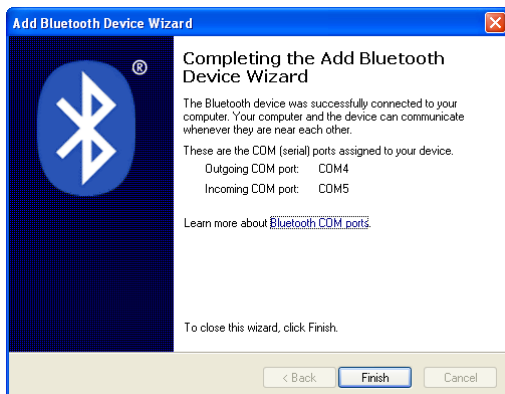 Add Bluetooth Device Wizard
®
Completing the Add Bluetooth
Device Wizard
The Bluetooth device was successfully connected to your
computer. Your computer and the device can communicate
whenever they are near each other.
These are the COM (serial) ports assigned to your device.
Outgoing COM port: COM4
Incoming COM port: COM5
Learn more about Bluetooth COM ports.
To close this wizard, click Finish.
< Back Finish Cancel